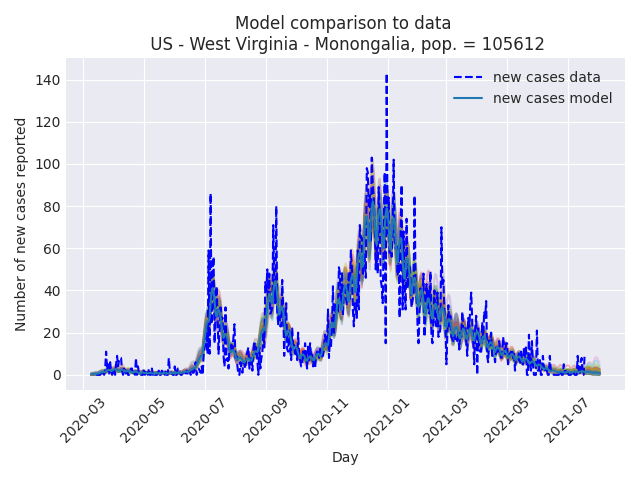 Model comparison to data
US - West Virginia - Monongalia, pop. = 105612
new cases data
new cases model
Number of new cases reported
140
120
100
80
60
40
20
0
2020-03
2020-05
2020-07
2020-09
2020-11
2021-01
2021-03
2021-05
2021-07
Day